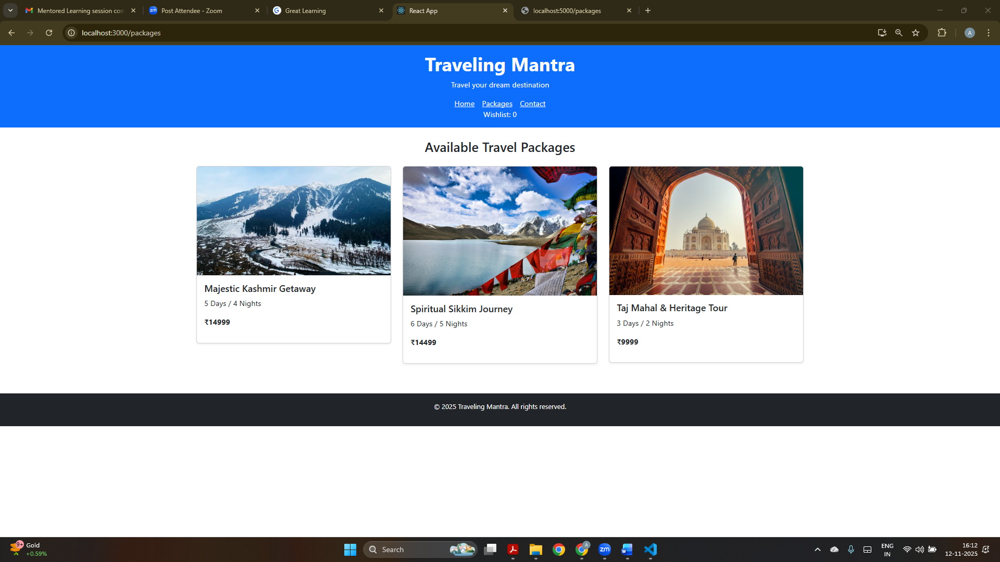 Mentored Learning session con
Post Attendee - Zoom
Great Learning
React App
localhost:5000/packages
localhost:3000/packages
A
Traveling Mantra
Travel your dream destination
Home Packages Contact
Wishlist: 0
Available Travel Packages
Majestic Kashmir Getaway
5 Days / 4 Nights
₹14999
Spiritual Sikkim Journey
6 Days / 5 Nights
₹14499
Taj Mahal & Heritage Tour
3 Days / 2 Nights
₹9999
© 2025 Traveling Mantra. All rights reserved.
9+
Gold
+0.59%
Search
A
zm
W
ENG
IN
16:12
12-11-2025